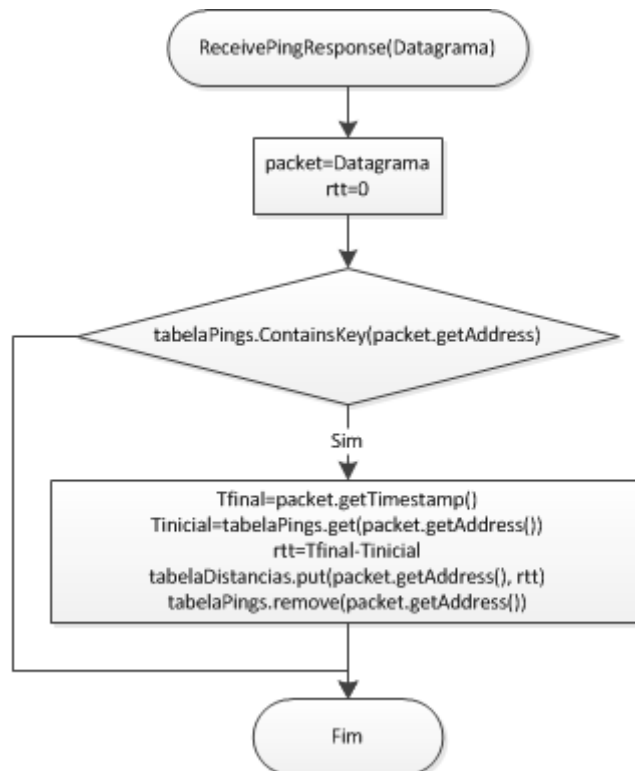 ReceivePingResponse(Datagrama)
packet=Datagrama
rtt=0
tabelaPings.ContainsKey(packet.getAddress)
Sim
Tfinal=packet.getTimestamp()
Tinicial=tabelaPings.get(packet.getAddress())
rtt=Tfinal-Tinicial
tabelaDistancias.put(packet.getAddress(), rtt)
tabelaPings.remove(packet.getAddress())
Fim